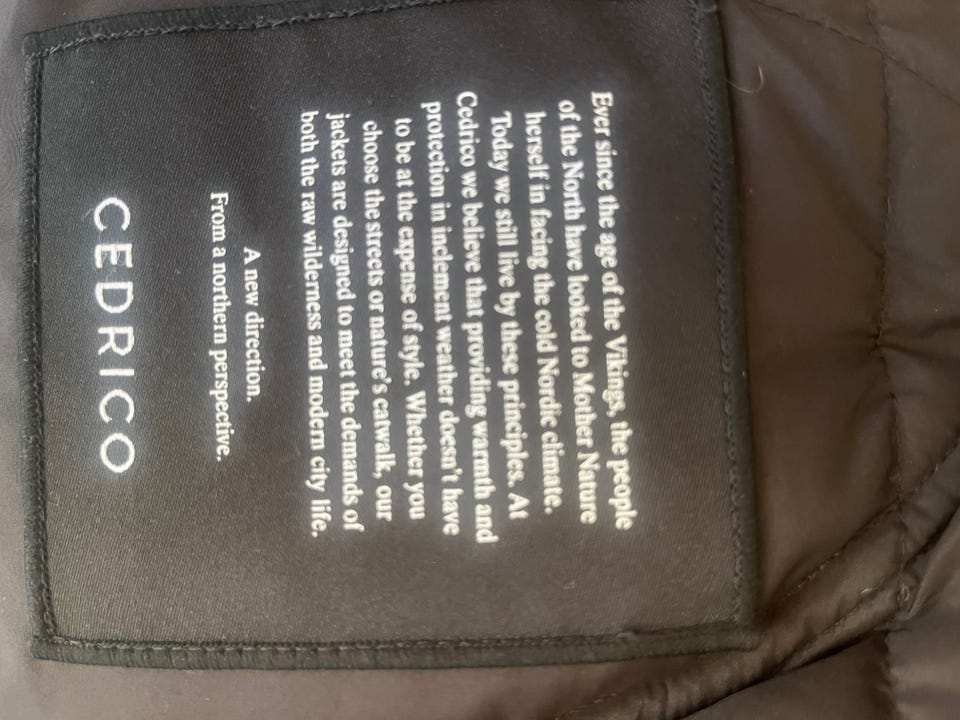 Ever since the age of the Vikings, the people
of the North have looked to Mother Nature
herself in facing the cold Nordic climate.
Today we still live by these principles. At
Cedrico we believe that providing warmth and
protection in inclement weather doesn't have
to be at the expense of style. Whether you
choose the streets or nature's catwalk, our
jackets are designed to meet the demands of
both the raw wilderness and modern city life.
A new direction.
From a northern perspective.
CEDRICO